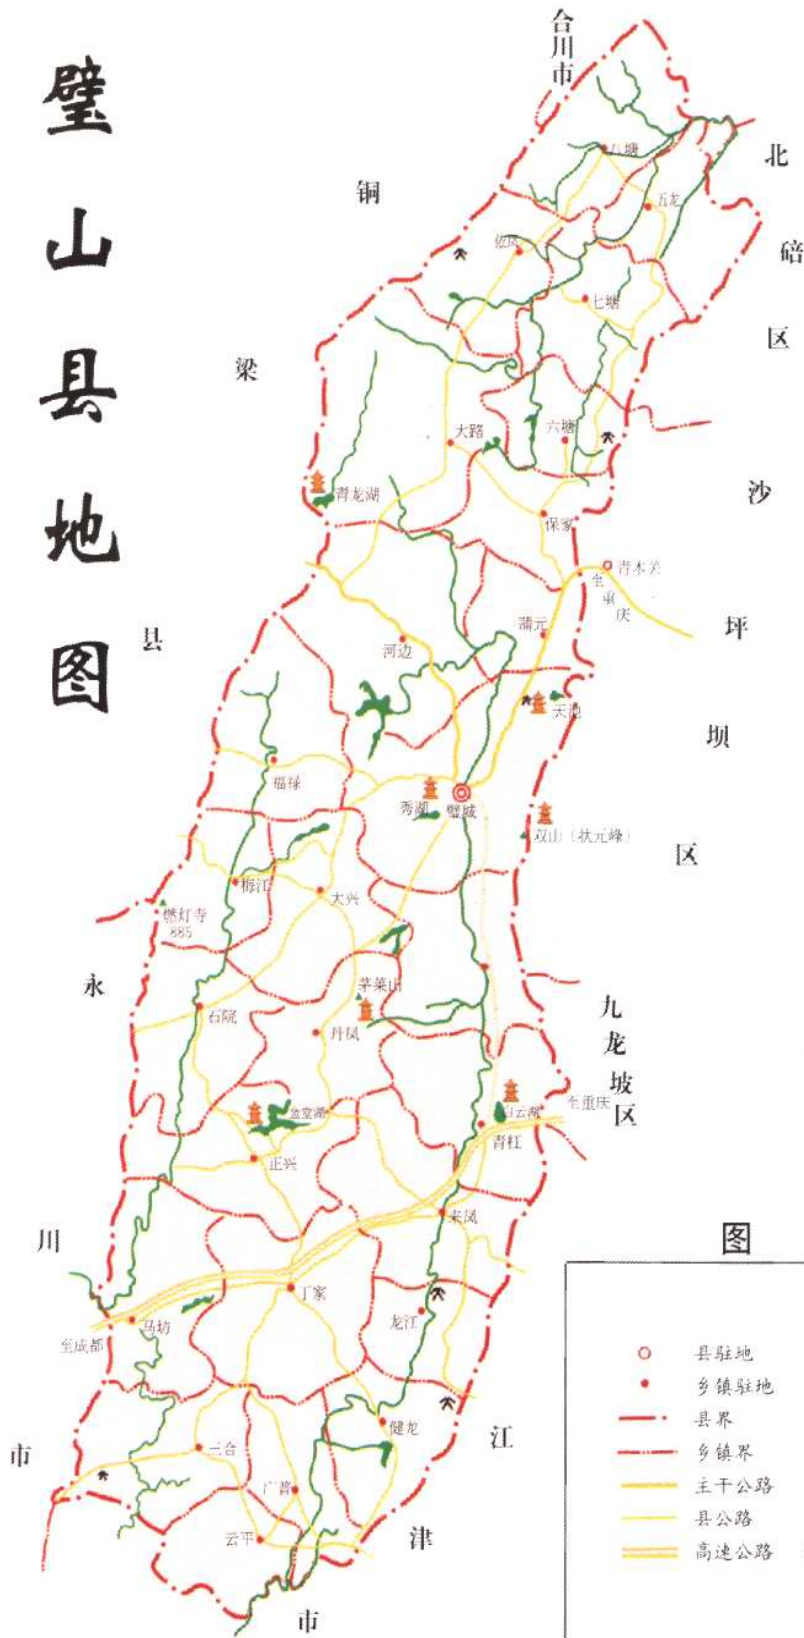 璧山县地图
合川市
北碚区
铜梁县
沙坪坝区
九龙坡区
永川市
江津市
八塘
五龙
依凤
七塘
大路
六塘
青龙湖
保家
青木关
至重庆
蒲元
河边
天池
福禄
秀湖
璧城
双山（状元峰）
梅江
大兴
燃灯寺
885
茅莱山
石院
丹凤
金堂湖
白云湖
至重庆
青杠
正兴
来凤
丁家
龙江
马坊
至成都
健龙
三合
广普
云平
图
县驻地
乡镇驻地
县界
乡镇界
主干公路
县公路
高速公路